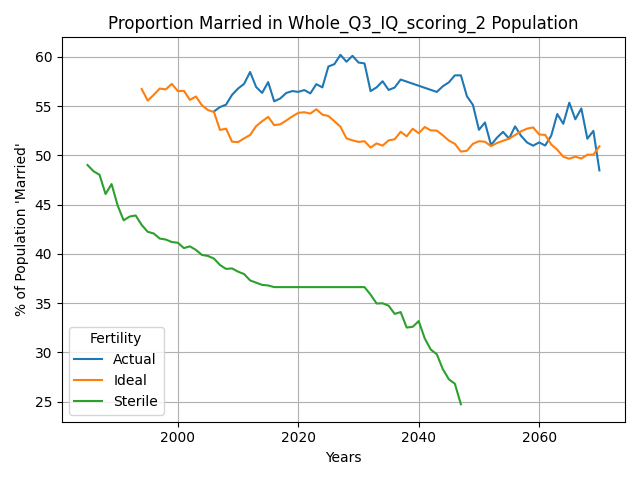 Proportion Married in Whole_Q3_IQ_scoring_2 Population
% of Population 'Married'
60
55
50
45
40
35
30
25
Fertility
Actual
Ideal
Sterile
2000 2020 2040 2060
Years